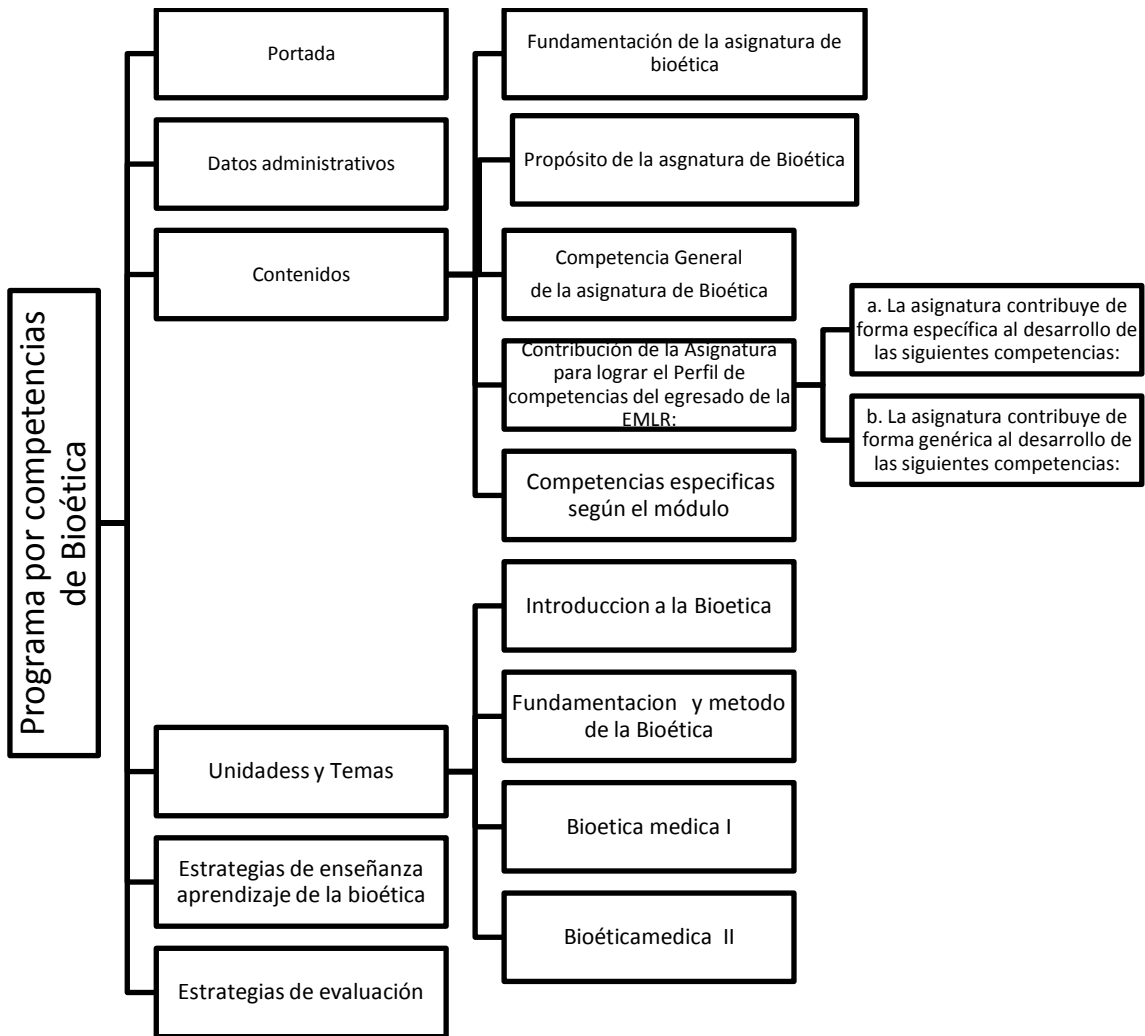 Programa por competencias
de Bioética
Portada
Datos administrativos
Contenidos
Fundamentación de la asignatura de
bioética
Propósito de la asgnatura de Bioética
Competencia General
de la asignatura de Bioética
Contribución de la Asignatura
para lograr el Perfil de
competencias del egresado de la
EMLR:
a. La asignatura contribuye de
forma específica al desarrollo de
las siguientes competencias:
b. La asignatura contribuye de
forma genérica al desarrollo de
las siguientes competencias:
Competencias especificas
según el módulo
Unidadess y Temas
Introduccion a la Bioetica
Fundamentacion y metodo
de la Bioética
Bioetica medica I
Bioéticamedica II
Estrategias de enseñanza
aprendizaje de la bioética
Estrategias de evaluación